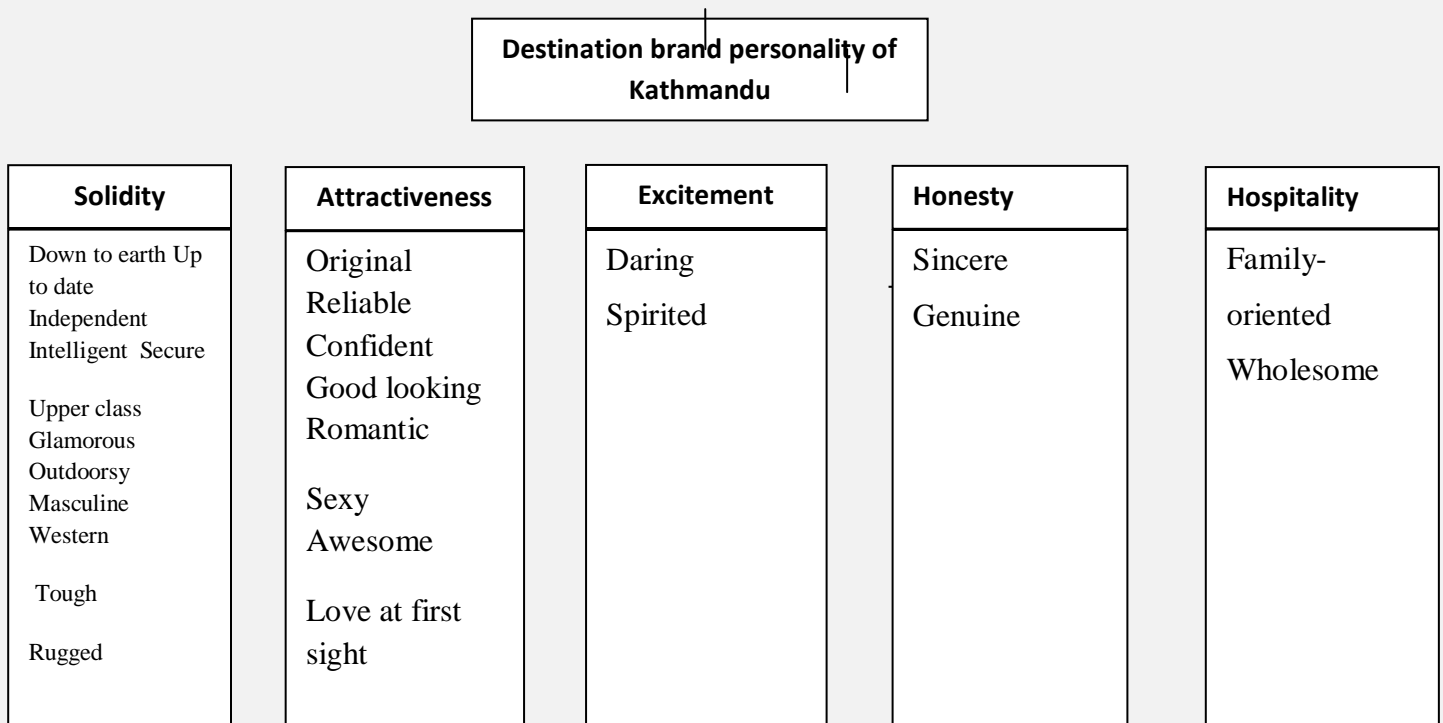 Destination brand personality of
Kathmandu
Solidity
Down to earth Up
to date
Independent
Intelligent Secure
Upper class
Glamorous
Outdoorsy
Masculine
Western
Tough
Rugged
Attractiveness
Original
Reliable
Confident
Good looking
Romantic
Sexy
Awesome
Love at first
sight
Excitement
Daring
Spirited
Honesty
Sincere
Genuine
Hospitality
Family-
oriented
Wholesome